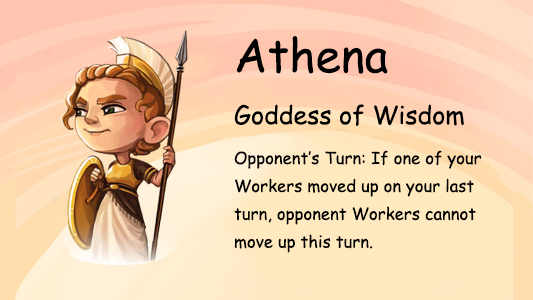 Athena
Goddess of Wisdom
Opponent's Turn: If one of your
Workers moved up on your last
turn, opponent Workers cannot
move up this turn.